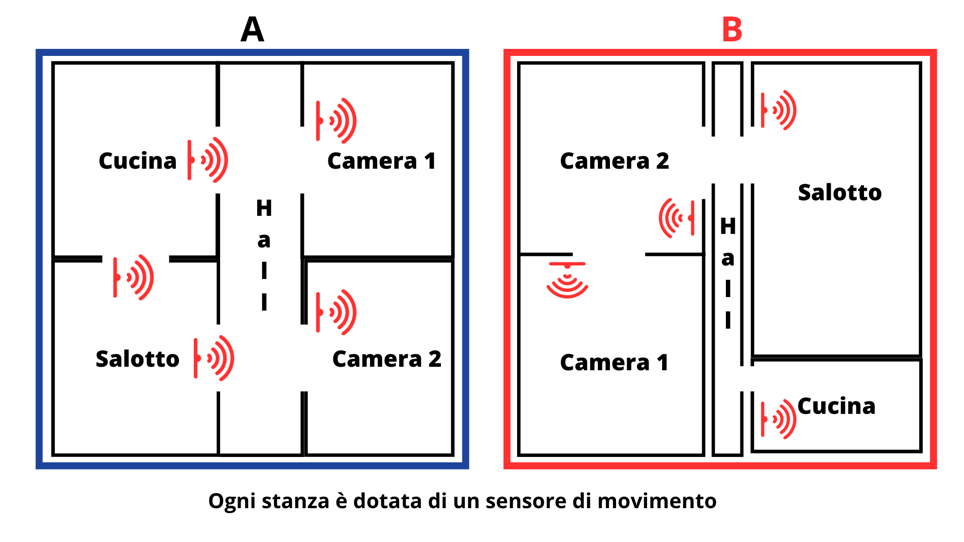 A
B
Cucina
Camera 1
H
a
l
l
Salotto
Camera 2
Camera 2
Salotto
H
a
l
l
Camera 1
Cucina
Ogni stanza è dotata di un sensore di movimento